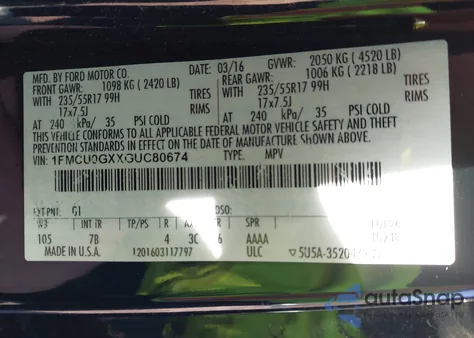 MFD. BY FORD MOTOR CO.
03/16 GVWR: 2050 KG (4520 LB)
FRONT GAWR: 1098 KG (2420 LB) REAR GAWR: 1006 KG (2218 LB)
WITH 235/55R17 99H TIRES WITH 235/55R17 99H TIRES
17x7.5J RIMS 17x7.5J RIMS
AT 240 kPa/ 35 PSI COLD AT 240 kPa/ 35 PSI COLD
THIS VEHICLE CONFORMS TO ALL APPLICABLE FEDERAL MOTOR VEHICLE SAFETY AND THEFT
PREVENTION STANDARDS IN EFFECT ON THE DATE OF MANUFACTURE SHOWN ABOVE.
VIN: 1FMCU0GXXGUC80674 TYPE: MPV
EXT PNT: G1 DSO:
INT TR TP/PS R SPR
105 7B 4 6 AAAA
MADE IN U.S.A. 1201603117797 ULC
autoSnap